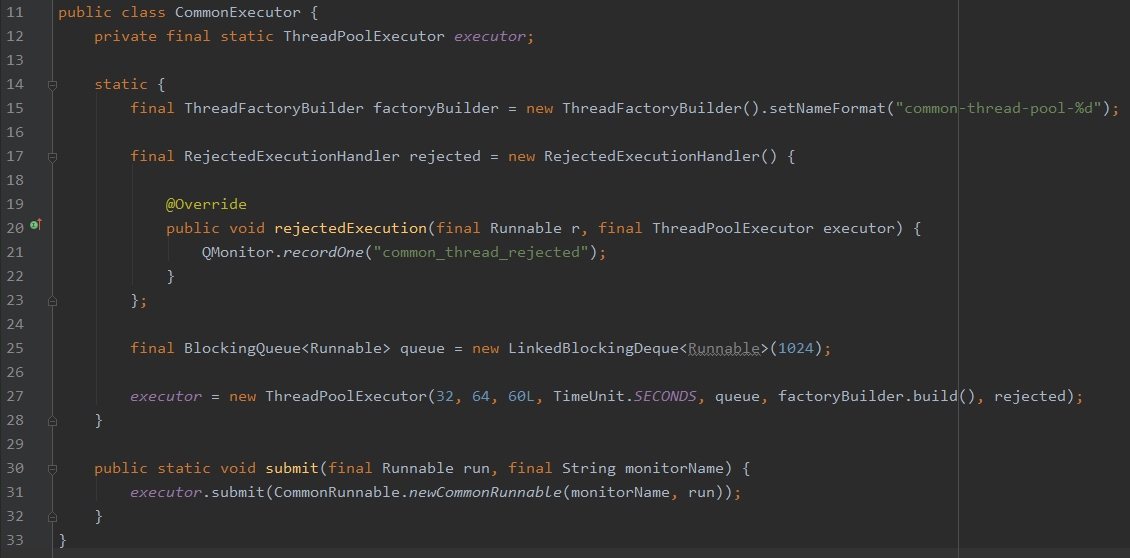 11 public class CommonExecutor {
12     private final static ThreadPoolExecutor executor;
13
14     static {
15         final ThreadFactoryBuilder factoryBuilder = new ThreadFactoryBuilder().setNameFormat("common-thread-pool-%d");
16
17         final RejectedExecutionHandler rejected = new RejectedExecutionHandler() {
18
19             @Override
20             public void rejectedExecution(final Runnable r, final ThreadPoolExecutor executor) {
21                 QMonitor.recordOne("common_thread_rejected");
22             }
23         };
24
25         final BlockingQueue<Runnable> queue = new LinkedBlockingDeque<Runnable>(1024);
26
27         executor = new ThreadPoolExecutor(32, 64, 60L, TimeUnit.SECONDS, queue, factoryBuilder.build(), rejected);
28     }
29
30     public static void submit(final Runnable run, final String monitorName) {
31         executor.submit(CommonRunnable.newCommonRunnable(monitorName, run));
32     }
33 }